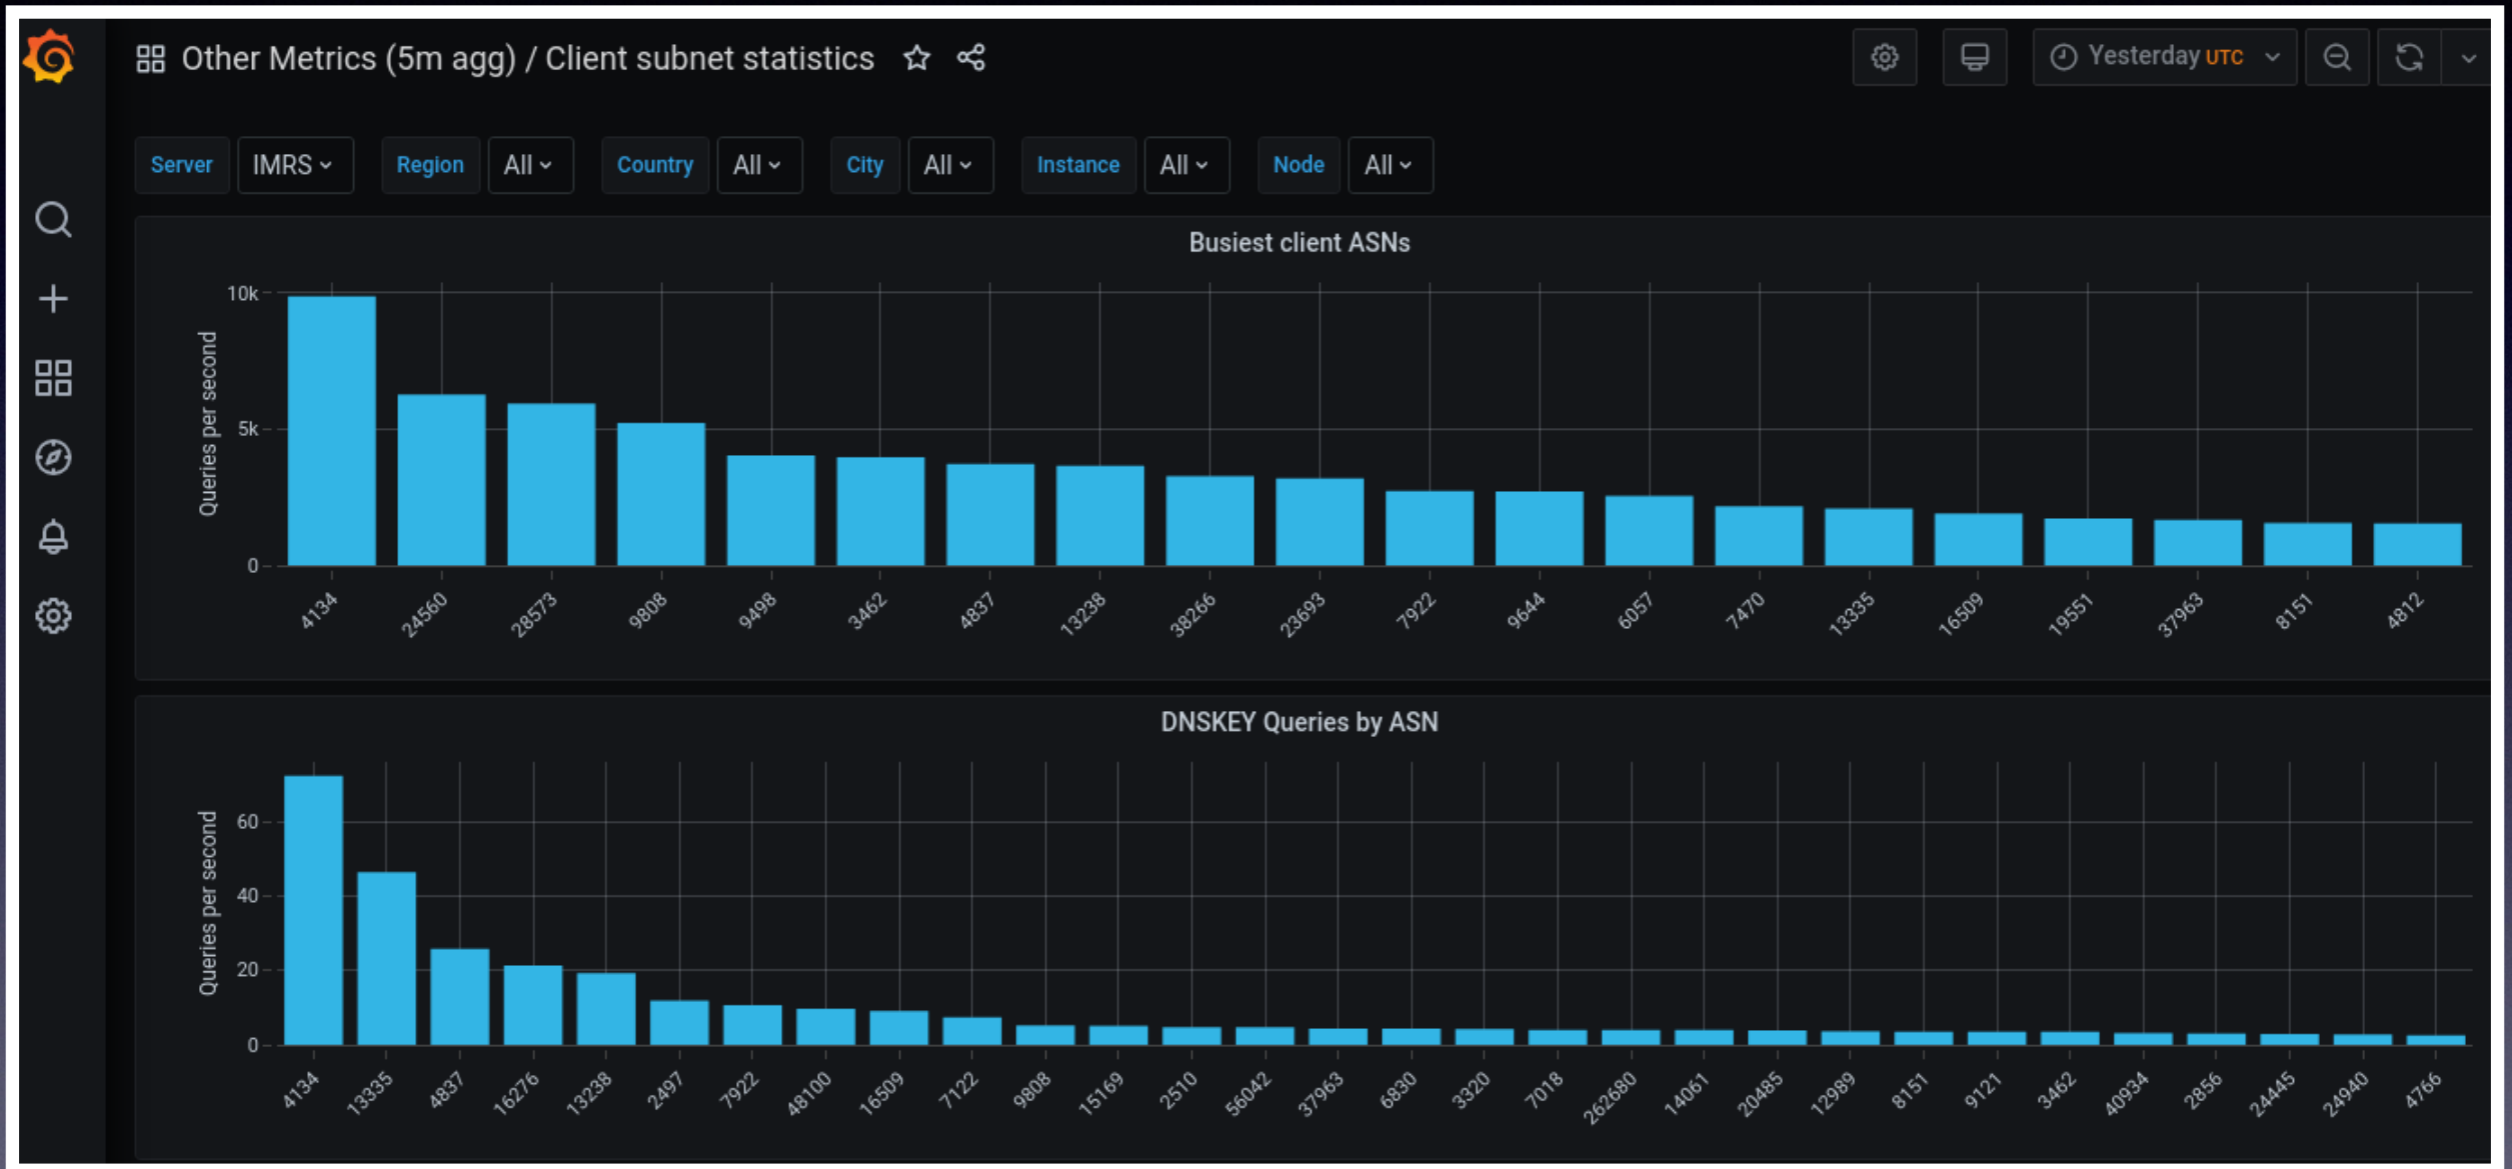 Other Metrics (5m agg) / Client subnet statistics
Yesterday UTC
Server IMRS Region All Country All City All Instance All Node All
Busiest client ASNs
Queries per second
10k
5k
0
4134 24560 28573 9808 9498 3462 4837 13238 38266 23693 7922 9644 6057 7470 13335 16509 19551 37963 8151 4812
DNSKEY Queries by ASN
Queries per second
60
40
20
0
4134 13335 4837 16276 13238 2497 7922 48100 16509 7122 9808 15169 25510 56042 37963 6830 3320 7018 262680 14061 20485 12989 8151 9121 3462 409934 2856 24445 24940 4766